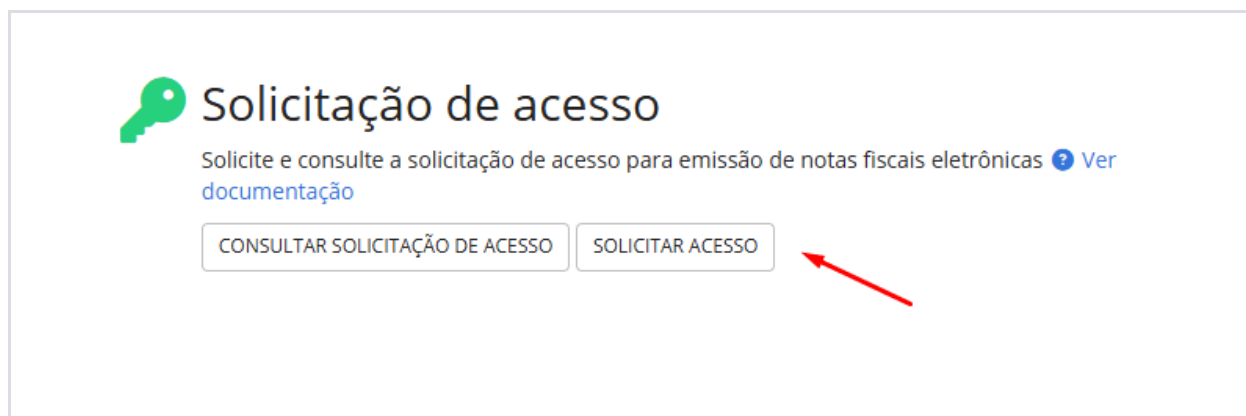 Solicitação de acesso
Solicite e consulte a solicitação de acesso para emissão de notas fiscais eletrônicas ? Ver
documentação
CONSULTAR SOLICITAÇÃO DE ACESSO SOLICITAR ACESSO